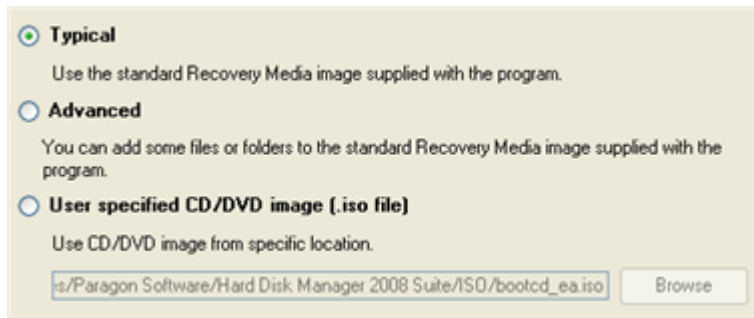 Typical
Use the standard Recovery Media image supplied with the program.
Advanced
You can add some files or folders to the standard Recovery Media image supplied with the
program.
User specified CD/DVD image (.iso file)
Use CD/DVD image from specific location.
s/Paragon Software/Hard Disk Manager 2008 Suite/ISO/bootcd_ea.iso
Browse